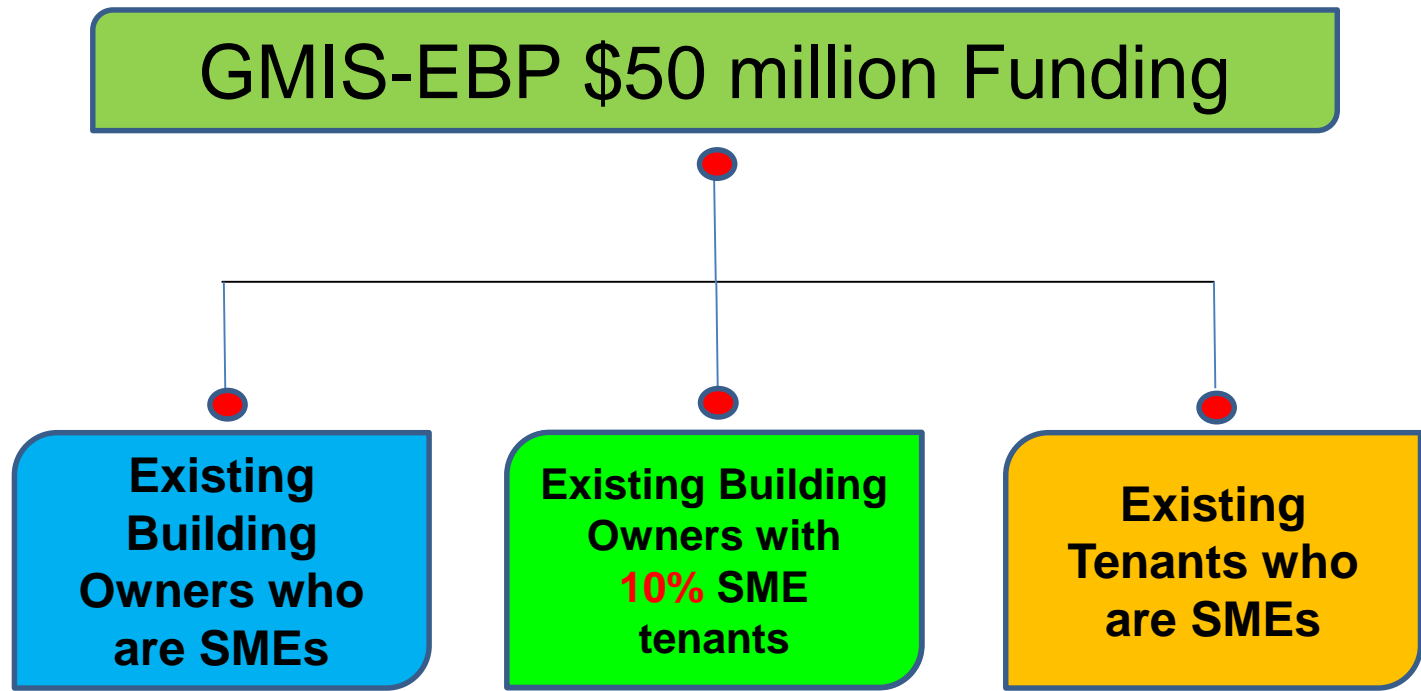 GMIS-EBP $50 million Funding
Existing
Building
Owners who
are SMEs
Existing Building
Owners with
10% SME
tenants
Existing
Tenants who
are SMEs